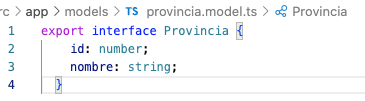 rc > app > models > TS provincia.model.ts > Provincia
1 export interface Provincia {
2 id: number;
3 nombre: string;
4 }